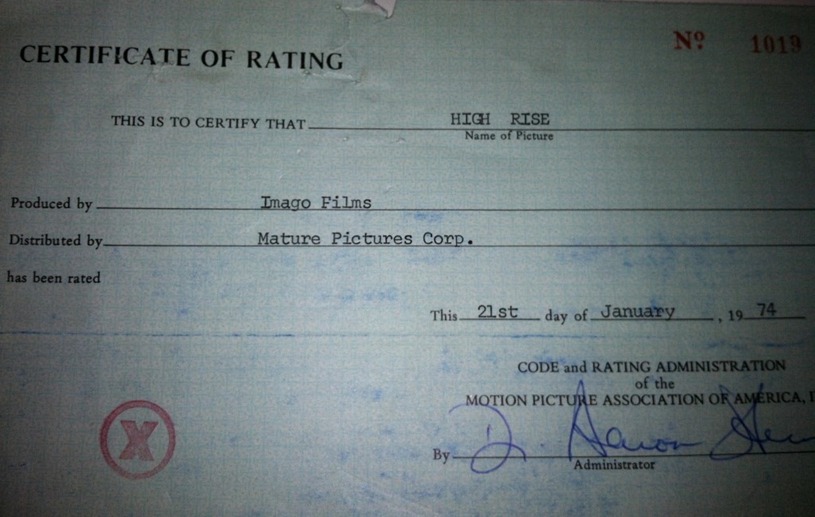 CERTIFICATE OF RATING
Nº 1019
THIS IS TO CERTIFY THAT HIGH RISE
Name of Picture
Produced by Imago Films
Distributed by Mature Pictures Corp.
has been rated
This 21st day of January, 19 74
CODE and RATING ADMINISTRATION
of the
MOTION PICTURE ASSOCIATION OF AMERICA,
X
By D. Aaron
Administrator